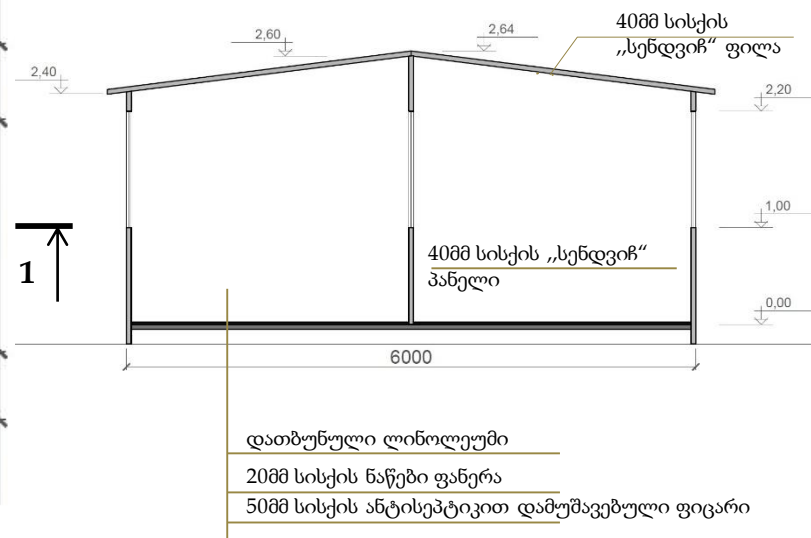 40მმ სისქის
,,სენდვიჩ“ ფილა
2,60
2,64
2,40
2,20
1,00
1
40მმ სისქის ,,სენდვიჩ“
პანელი
0,00
6000
დათბუნული ლინოლეუმი
20მმ სისქის ნაწები ფანერა
50მმ სისქის ანტისეპტიკით დამუშავებული ფიცარი